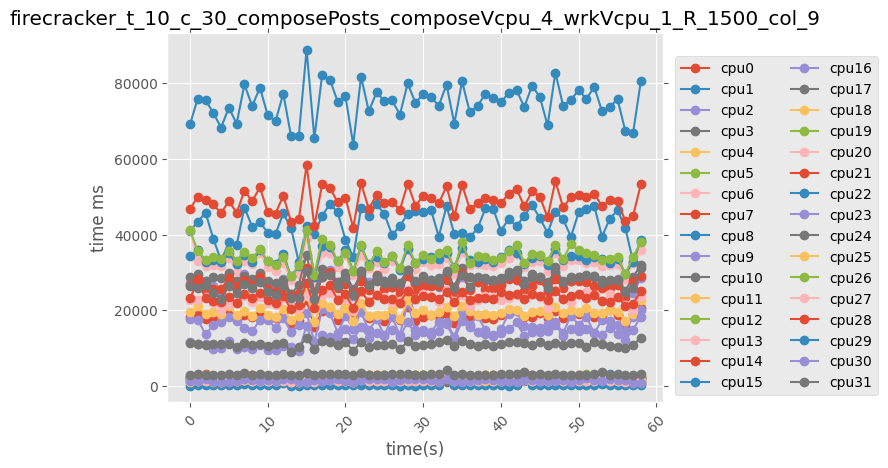 firecracker_t_10_c_30_composePosts_composeVcpu_4_wrkVcpu_1_R_1500_col_9
time ms
80000
60000
40000
20000
0
0
10
20
30
40
50
60
time(s)
cpu0
cpu1
cpu2
cpu3
cpu4
cpu5
cpu6
cpu7
cpu8
cpu9
cpu10
cpu11
cpu12
cpu13
cpu14
cpu15
cpu16
cpu17
cpu18
cpu19
cpu20
cpu21
cpu22
cpu23
cpu24
cpu25
cpu26
cpu27
cpu28
cpu29
cpu30
cpu31